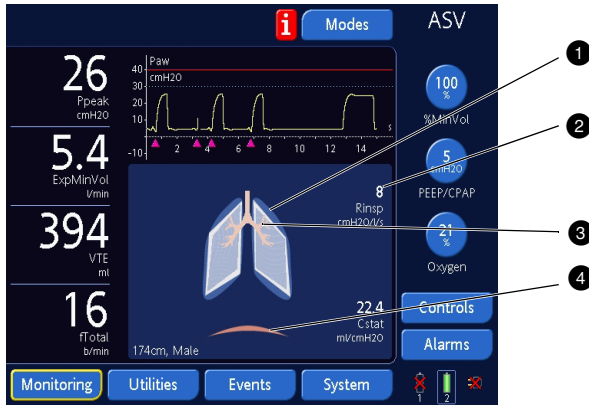 i
Modes
ASV
26
Ppeak
cmH2O
Paw
cmH2O
40
30
20
10
-10
2 4 6 8 10 12 14
s
100
%
%MinVol
5.4
ExpMinVol
l/min
5
cmH2O
PEEP/CPAP
8
Rinsp
cmH2O/l/s
394
VTE
ml
21
%
Oxygen
16
fTotal
b/min
22.4
Cstat
ml/cmH2O
174cm, Male
Controls
Alarms
Monitoring
Utilities
Events
System
1
2
1
2
3
4